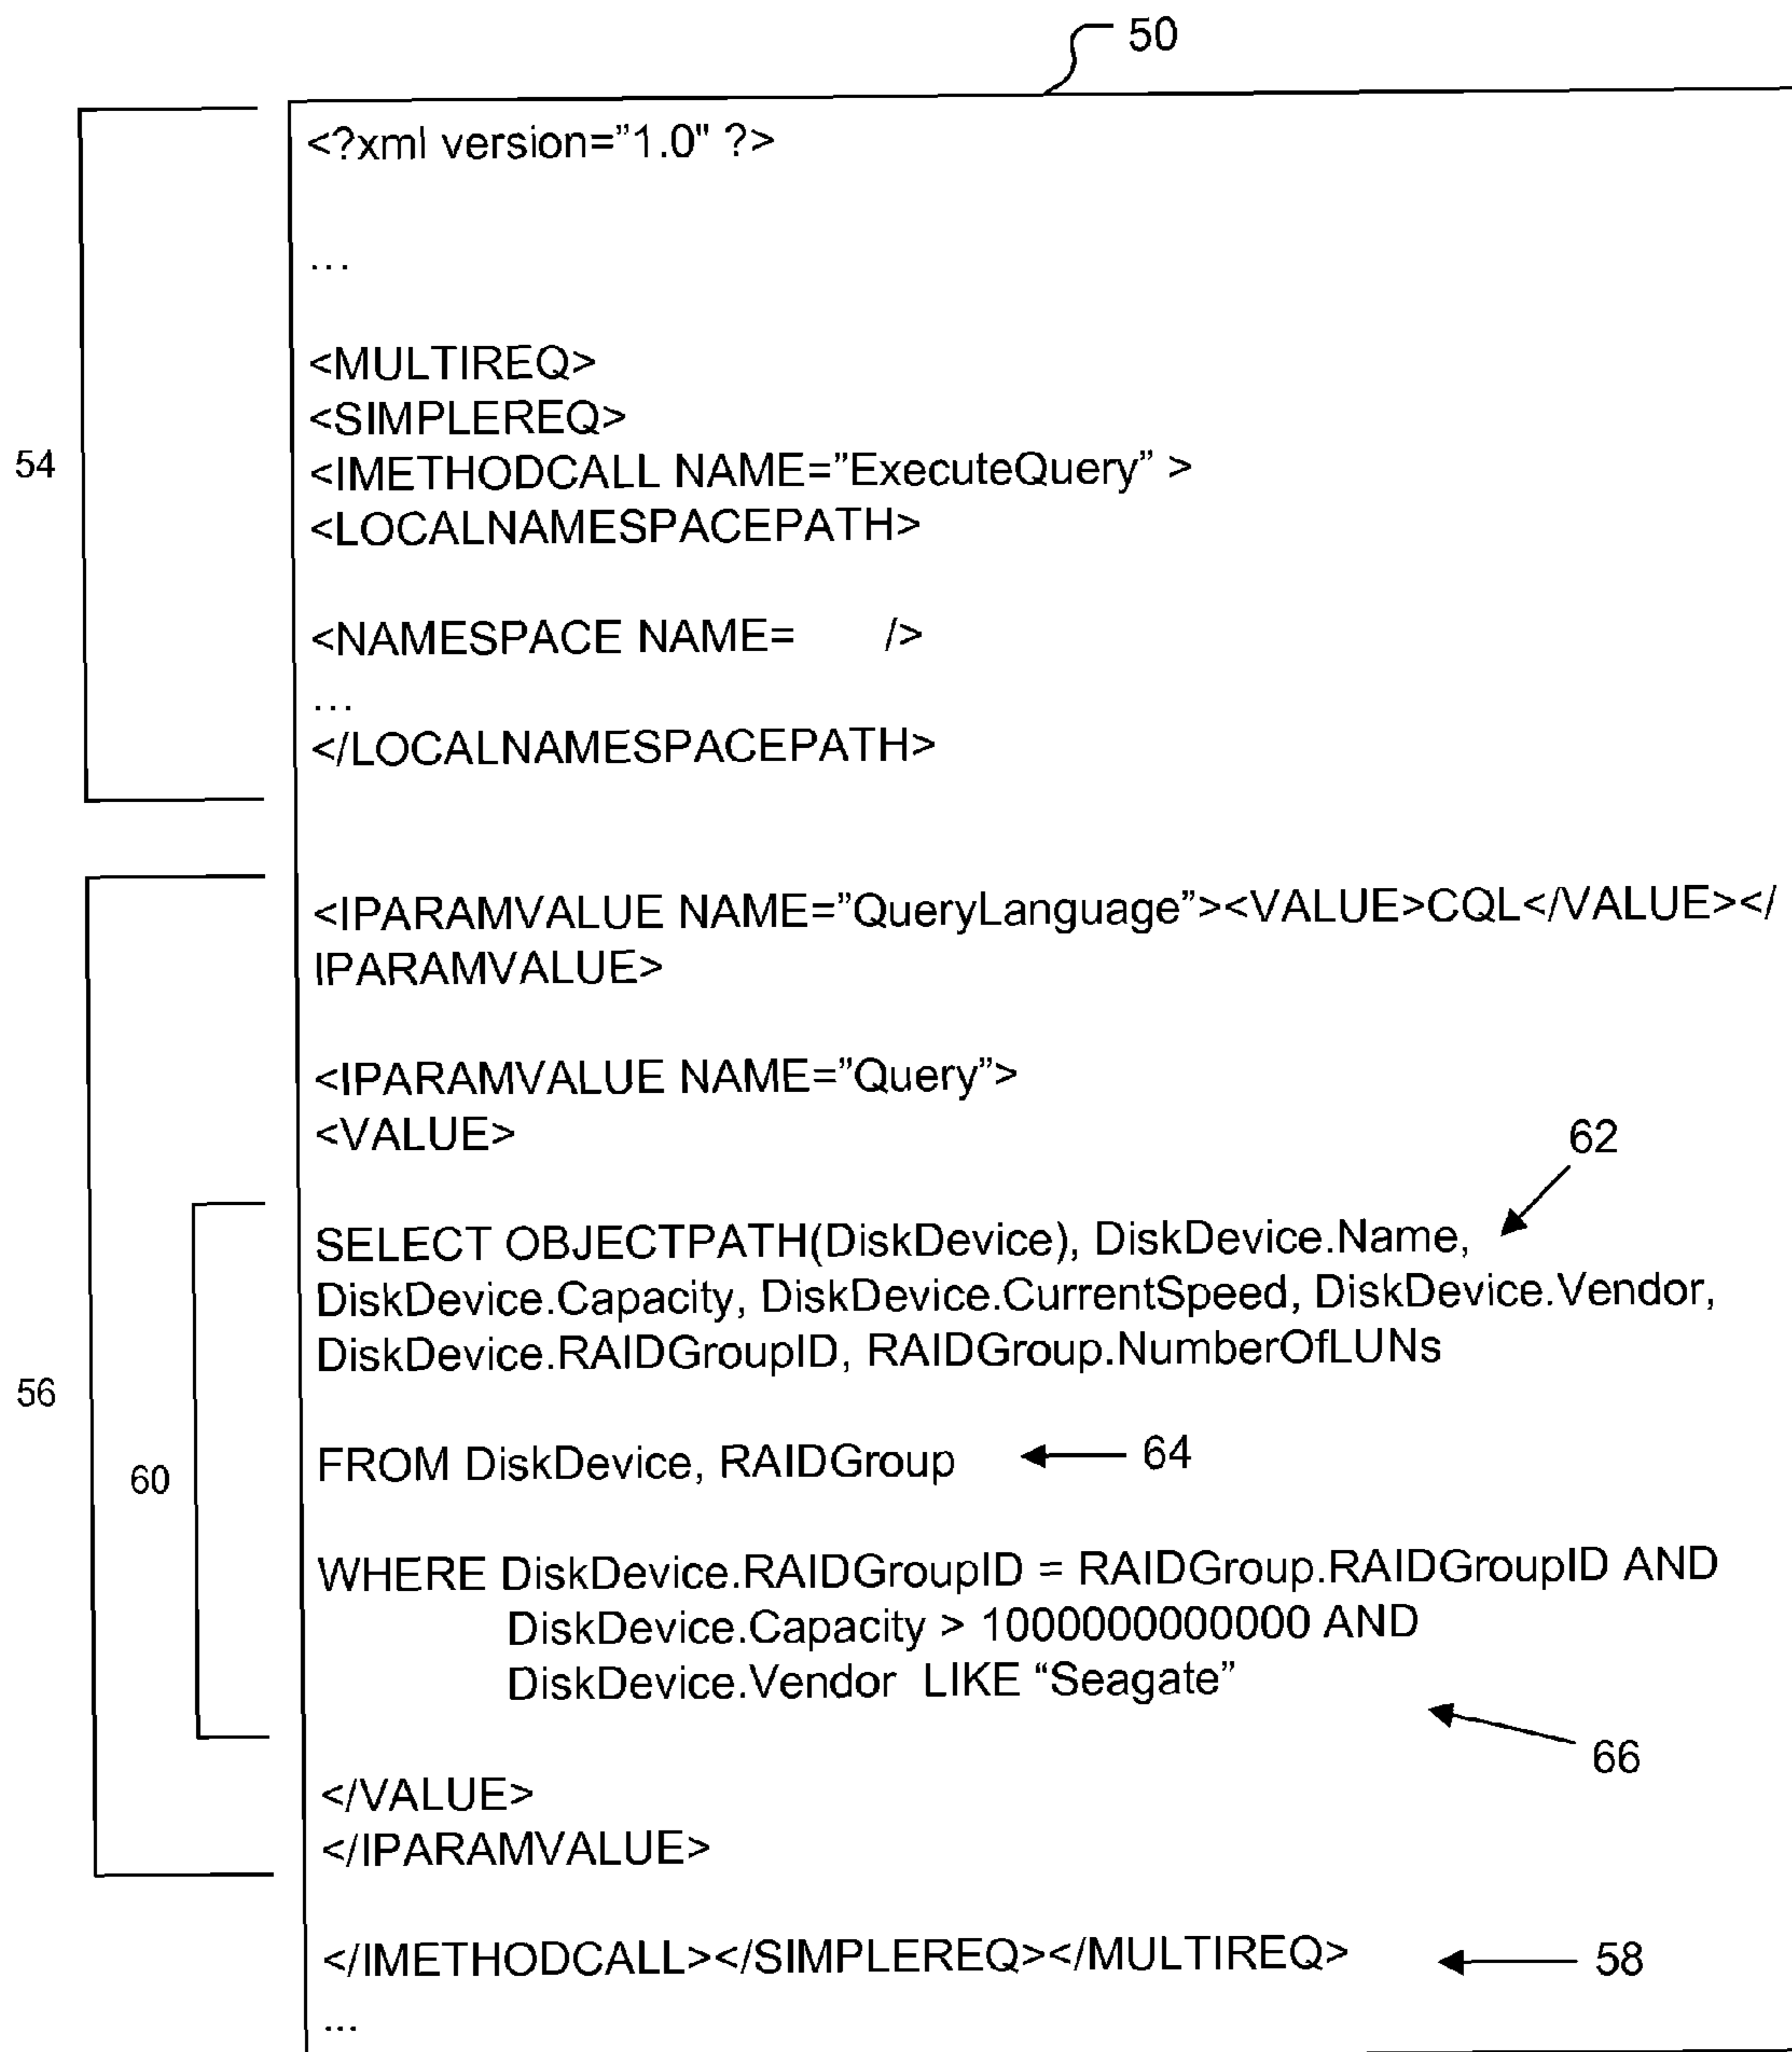 50
<?xml version=”1.0" ?>
...
<MULTIREQ>
<SIMPLEREQ>
54
<IMETHODCALL NAME=”ExecuteQuery” >
<LOCALNAMESPACEPATH>
<NAMESPACE NAME= />
...
</LOCALNAMESPACEPATH>
<IPARAMVALUE NAME=”QueryLanguage”><VALUE>CQL</VALUE></
IPARAMVALUE>
<IPARAMVALUE NAME=”Query”>
<VALUE>
62
SELECT OBJECTPATH(DiskDevice), DiskDevice.Name,
DiskDevice.Capacity, DiskDevice.CurrentSpeed, DiskDevice.Vendor,
DiskDevice.RAIDGroupID, RAIDGroup.NumberOfLUNs
56
FROM DiskDevice, RAIDGroup
64
60
WHERE DiskDevice.RAIDGroupID = RAIDGroup.RAIDGroupID AND
DiskDevice.Capacity > 1000000000000 AND
DiskDevice.Vendor LIKE “Seagate”
66
</VALUE>
</IPARAMVALUE>
</IMETHODCALL></SIMPLEREQ></MULTIREQ>
58
...